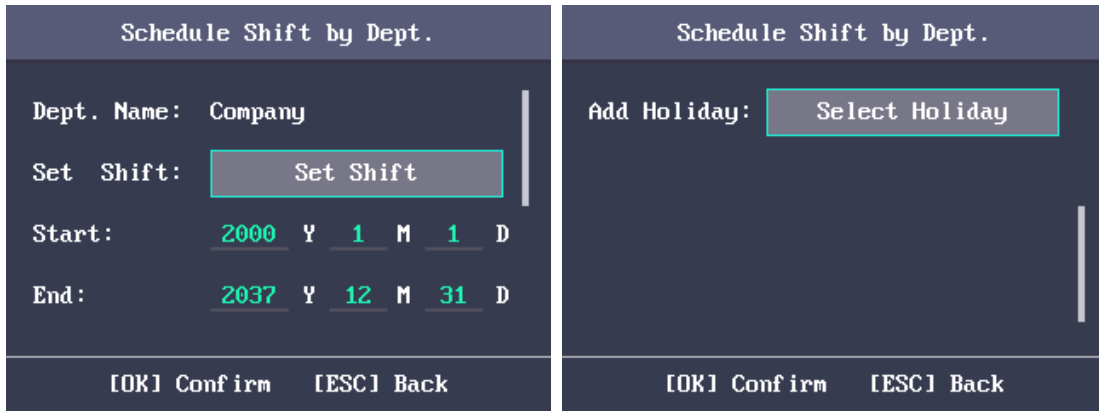 Schedule Shift by Dept.
Dept. Name: Company
Set Shift: Set Shift
Start: 2000 Y 1 M 1 D
End: 2037 Y 12 M 31 D
[OK] Confirm [ESC] Back
Schedule Shift by Dept.
Add Holiday: Select Holiday
[OK] Confirm [ESC] Back